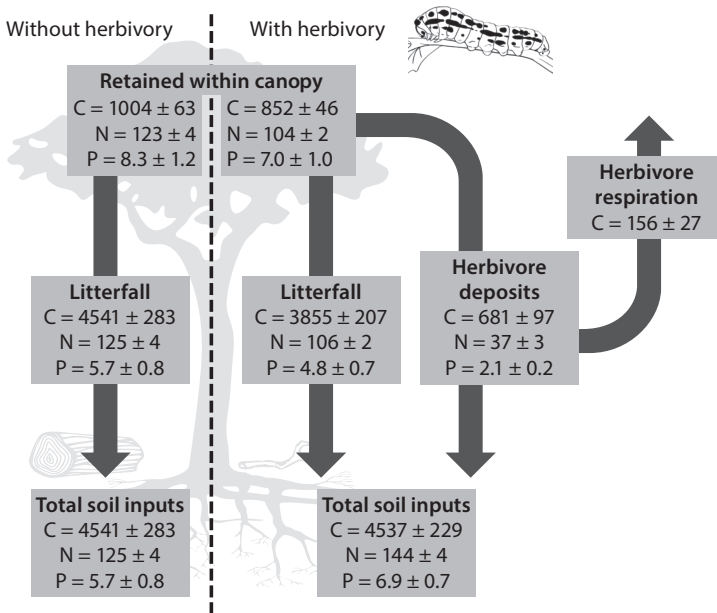 Without herbivory
With herbivory
Retained within canopy
C = 1004 ± 63
N = 123 ± 4
P = 8.3 ± 1.2
C = 852 ± 46
N = 104 ± 2
P = 7.0 ± 1.0
Herbivore
respiration
C = 156 ± 27
Litterfall
C = 4541 ± 283
N = 125 ± 4
P = 5.7 ± 0.8
Litterfall
C = 3855 ± 207
N = 106 ± 2
P = 4.8 ± 0.7
Herbivore
deposits
C = 681 ± 97
N = 37 ± 3
P = 2.1 ± 0.2
Total soil inputs
C = 4541 ± 283
N = 125 ± 4
P = 5.7 ± 0.8
Total soil inputs
C = 4537 ± 229
N = 144 ± 4
P = 6.9 ± 0.7